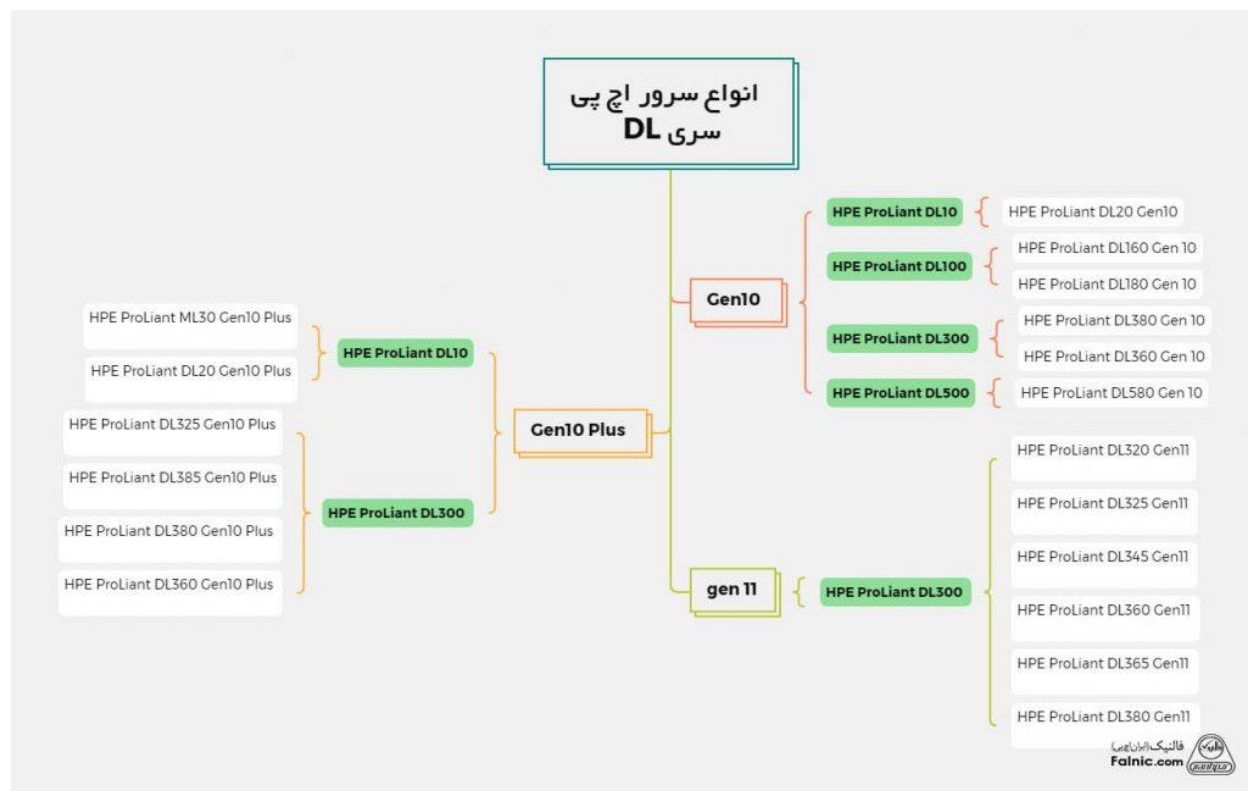 انواع سرور اچ پی
سری DL
Gen10
HPE ProLiant DL10
HPE ProLiant DL20 Gen10
HPE ProLiant DL100
HPE ProLiant DL160 Gen 10
HPE ProLiant DL180 Gen 10
HPE ProLiant DL300
HPE ProLiant DL380 Gen 10
HPE ProLiant DL360 Gen 10
HPE ProLiant DL500
HPE ProLiant DL580 Gen 10
Gen10 Plus
HPE ProLiant DL10
HPE ProLiant ML30 Gen10 Plus
HPE ProLiant DL20 Gen10 Plus
HPE ProLiant DL300
HPE ProLiant DL325 Gen10 Plus
HPE ProLiant DL385 Gen10 Plus
HPE ProLiant DL380 Gen10 Plus
HPE ProLiant DL360 Gen10 Plus
gen 11
HPE ProLiant DL300
HPE ProLiant DL320 Gen11
HPE ProLiant DL325 Gen11
HPE ProLiant DL345 Gen11
HPE ProLiant DL360 Gen11
HPE ProLiant DL365 Gen11
HPE ProLiant DL380 Gen11
فالنیک (ایران‌اچ‌پی)
Falnic.com